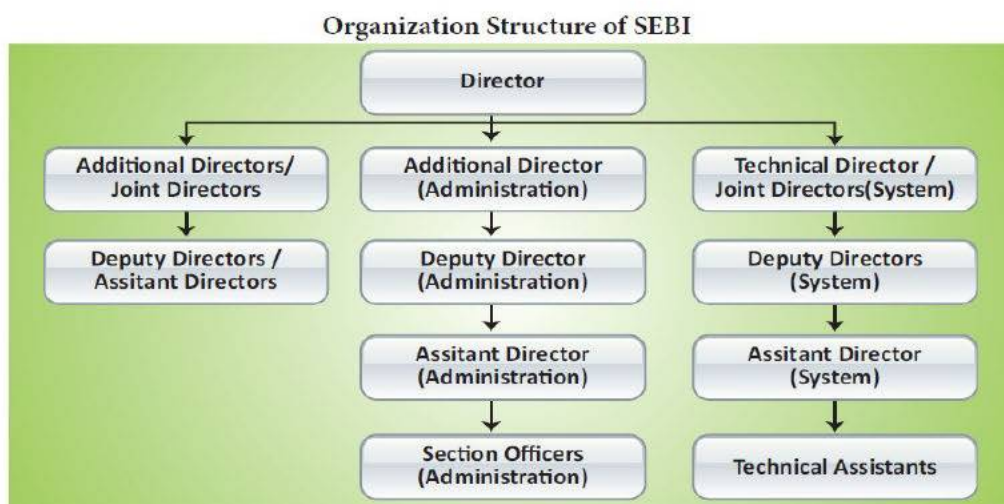 Organization Structure of SEBI
Director
Additional Directors/
Joint Directors
Additional Director
(Administration)
Technical Director /
Joint Directors(System)
Deputy Directors /
Assitant Directors
Deputy Director
(Administration)
Deputy Directors
(System)
Assitant Director
(Administration)
Assitant Director
(System)
Section Officers
(Administration)
Technical Assistants